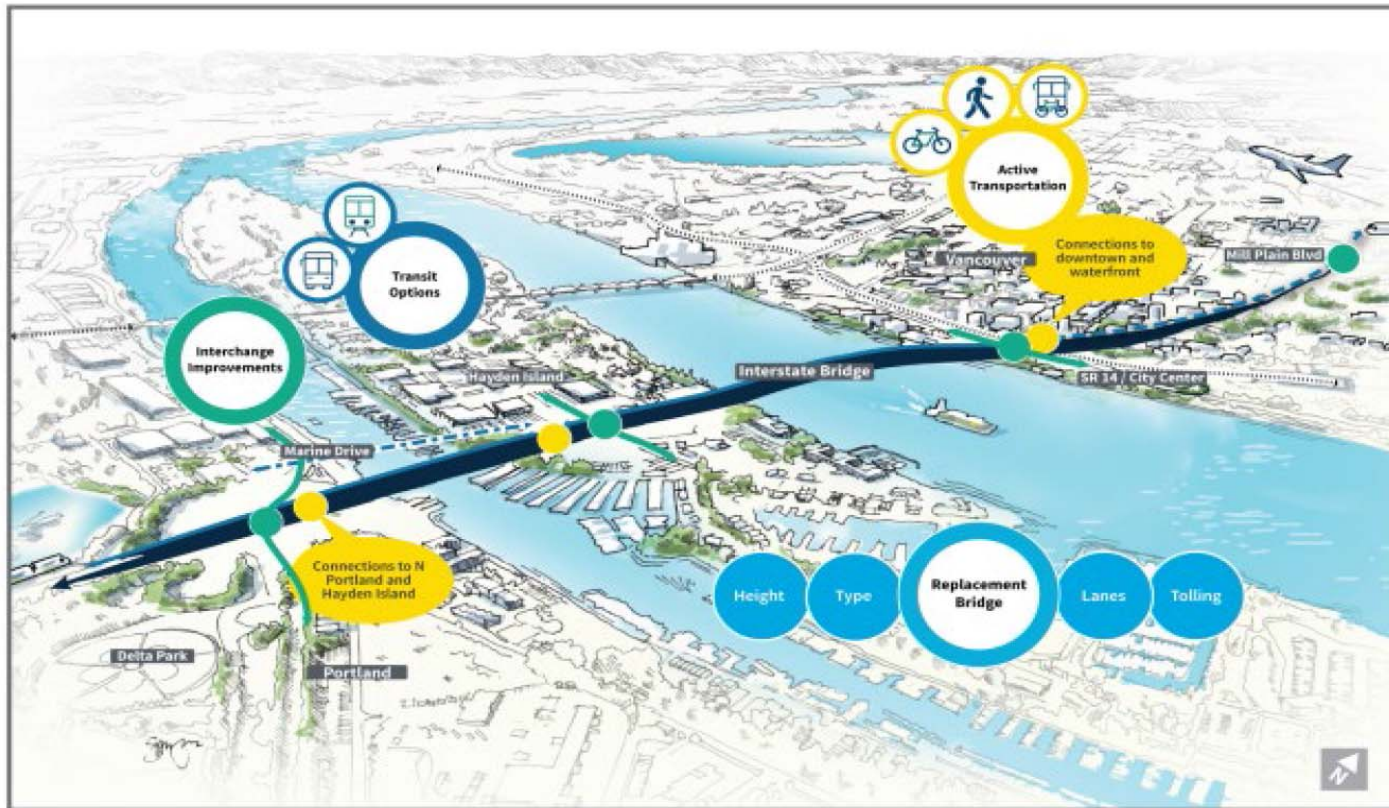 Active
Transportation
Connections to
downtown and
waterfront
Vancouver
Mill Plain Blvd
Transit
Options
Interchange
Improvements
Hayden Island
Interstate Bridge
SR 14 / City Center
Marine Drive
Connections to N
Portland and
Hayden Island
Height
Type
Replacement
Bridge
Lanes
Tolling
Delta Park
Portland
N